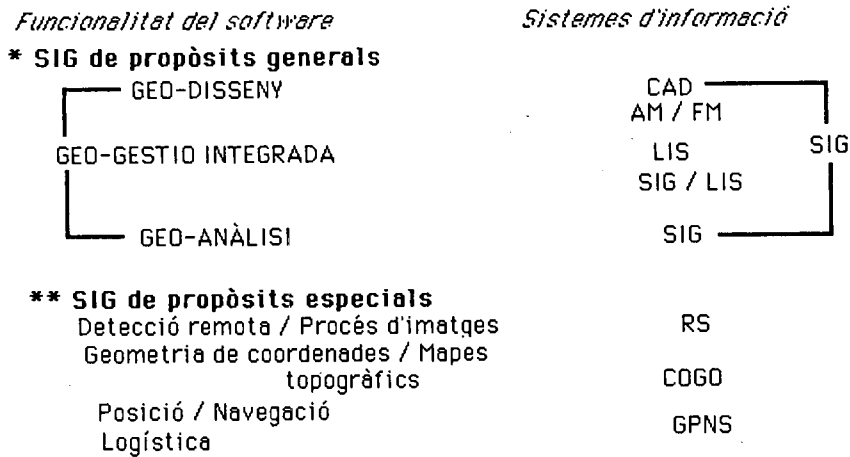 Funcionalitat del software Sistemes d'informació
* SIG de propòsits generals
GEO-DISSENY CAD
AM / FM
GEO-GESTIO INTEGRADA LIS SIG
SIG / LIS
GEO-ANÀLISI SIG
** SIG de propòsits especials
Detecció remota / Procés d'imatges RS
Geometria de coordenades / Mapes
topogràfics COGO
Posició / Navegació
GPNS
Logística